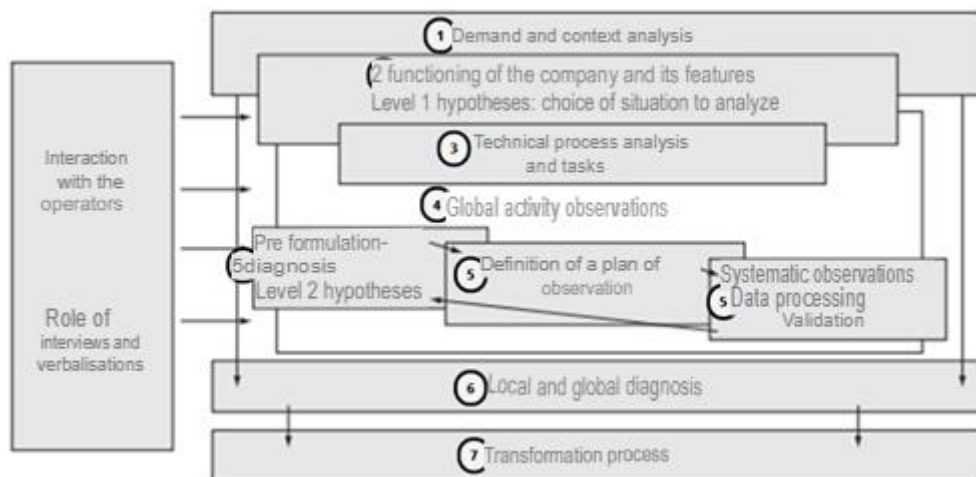 1 Demand and context analysis
2 functioning of the company and its features
Level 1 hypotheses: choice of situation to analyze
3 Technical process analysis
and tasks
Interaction
with the
operators
4 Global activity observations
Pre formulation-
5diagnosis
Level 2 hypotheses
5 Definition of a plan of
observation
Systematic observations
5 Data processing
Validation
Role of
interviews and
verbalisations
6 Local and global diagnosis
7 Transformation process